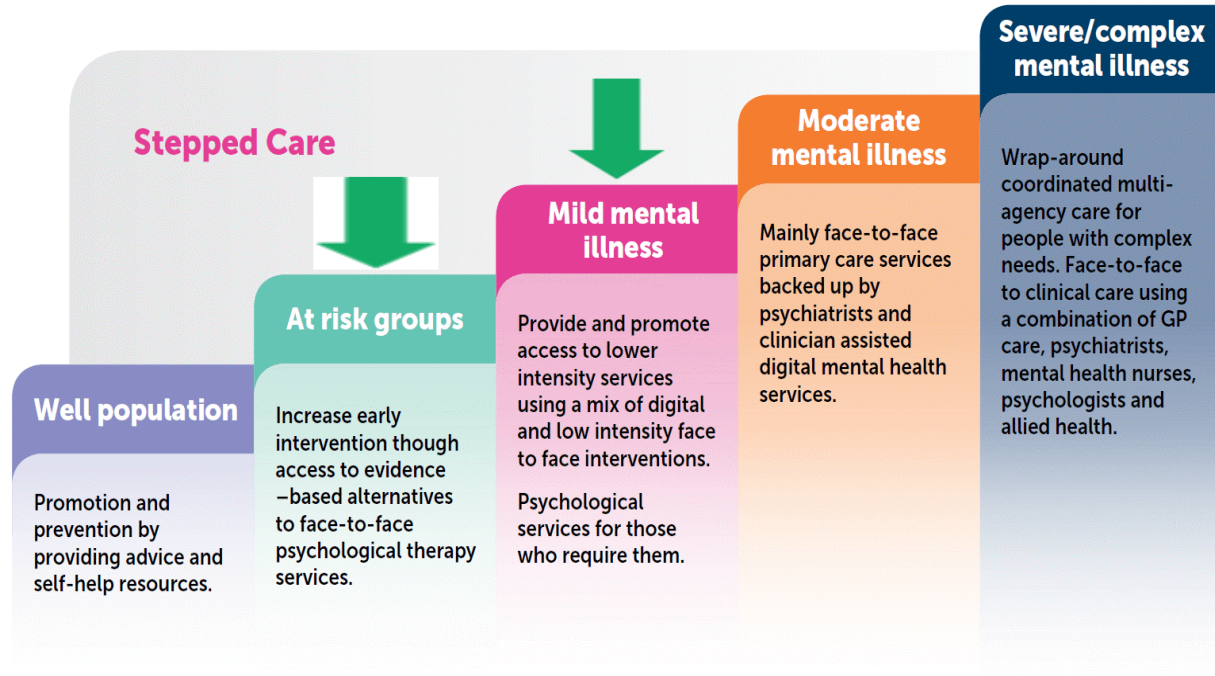 Stepped Care
Well population
Promotion and
prevention by
providing advice and
self-help resources.
At risk groups
Increase early
intervention though
access to evidence
–based alternatives
to face-to-face
psychological therapy
services.
Mild mental
illness
Provide and promote
access to lower
intensity services
using a mix of digital
and low intensity face
to face interventions.
Psychological
services for those
who require them.
Moderate
mental illness
Mainly face-to-face
primary care services
backed up by
psychiatrists and
clinician assisted
digital mental health
services.
Severe/complex
mental illness
Wrap-around
coordinated multi-
agency care for
people with complex
needs. Face-to-face
to clinical care using
a combination of GP
care, psychiatrists,
mental health nurses,
psychologists and
allied health.